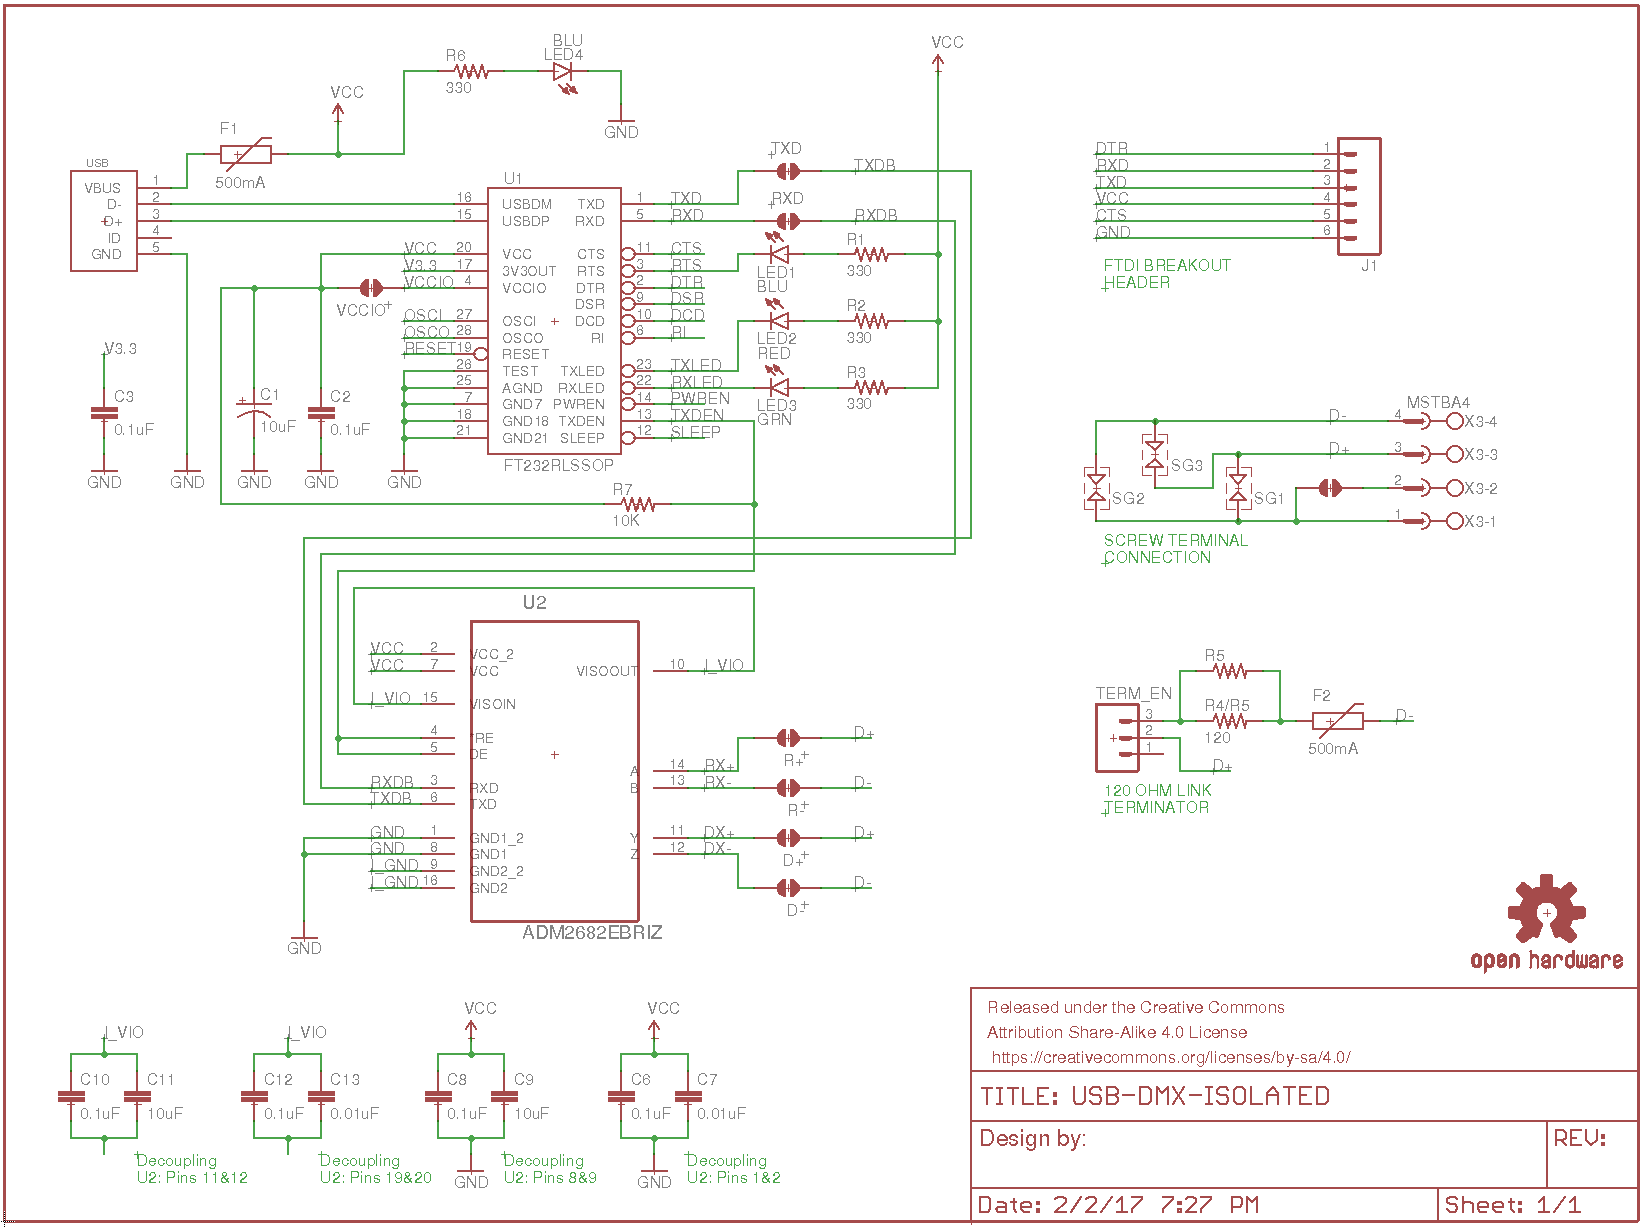 BLU
LED4
R6
330
GND
VCC
VCC
F1
500mA
USB
VBUS 1
D- 2
D+ 3
ID 4
GND 5
U1
16 USBDM TXD 1 TXD
15 USBDP RXD 5 RXD
VCC 20 VCC CTS 11 CTS
V3.3 17 3V3OUT RTS 3 RTS
VCCIO 4 VCCIO DTR 2 DTR
DSR 9 DSR
OSCI 27 OSCI DCD 10 DCD
OSCO 28 OSCO RI 6 RI
RESET 19 RESET
26 TEST TXLED 23 TXLED
25 AGND RXLED 22 RXLED
7 GND7 PWREN 14 PWREN
18 GND18 TXDEN 13 TXDEN
21 GND21 SLEEP 12 SLEEP
FT232RLSSOP
VCCIO
TXD
TXDB
RXD
RXDB
LED1
BLU
R1
330
LED2
RED
R2
330
LED3
GRN
R3
330
V3.3
C3
0.1uF
C1
10uF
C2
0.1uF
GND GND GND GND GND
R7
10K
DTR 1
RXD 2
TXD 3
VCC 4
CTS 5
GND 6
J1
FTDI BREAKOUT
HEADER
MSTBA4
D- 4 X3-4
D+ 3 X3-3
2 X3-2
1 X3-1
SG3
SG2
SG1
SCREW TERMINAL
CONNECTION
U2
VCC 2 VCC_2
VCC 7 VCC VISOOUT 10 I_VIO
I_VIO 15 VISOIN
4 *RE
5 DE
RXDB 3 RXD
TXDB 6 TXD
GND 1 GND1_2
GND 8 GND1
I_GND 9 GND2_2
I_GND 16 GND2
A 14 RX+
B 13 RX-
Y 11 DX+
Z 12 DX-
D+
R+
D-
R-
D+
D+
D-
D-
ADM2682EBRIZ
GND
TERM_EN
3
2
1
R5
R4/R5
120
F2
500mA
D-
D+
120 OHM LINK
TERMINATOR
open hardware
I_VIO
C10
0.1uF
C11
10uF
Decoupling
U2: Pins 11&12
I_VIO
C12
0.1uF
C13
0.01uF
Decoupling
U2: Pins 19&20
VCC
C8
0.1uF
C9
10uF
GND
Decoupling
U2: Pins 8&9
VCC
C6
0.1uF
C7
0.01uF
GND
Decoupling
U2: Pins 1&2
Released under the Creative Commons
Attribution Share-Alike 4.0 License
https://creativecommons.org/licenses/by-sa/4.0/
TITLE: USB-DMX-ISOLATED
Design by:
REV:
Date: 2/2/17 7:27 PM
Sheet: 1/1